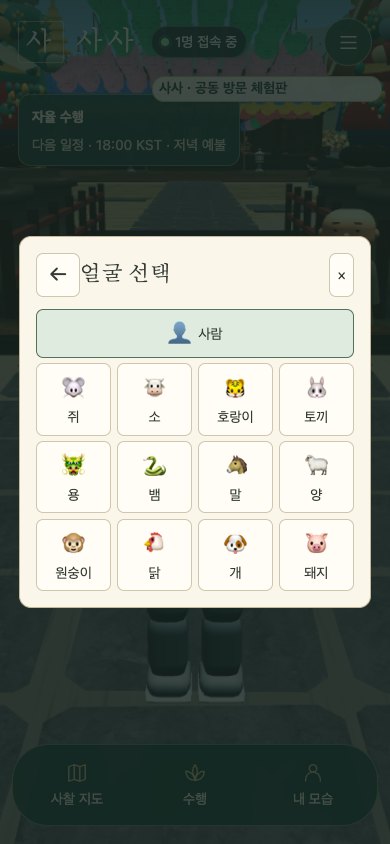 사 사사
1명 접속 중
사사 · 공동 방문 체험판
자율 수행
다음 일정 · 18:00 KST · 저녁 예불
← 얼굴 선택 ×
사람
쥐 소 호랑이 토끼
용 뱀 말 양
원숭이 닭 개 돼지
사찰 지도 수행 내 모습